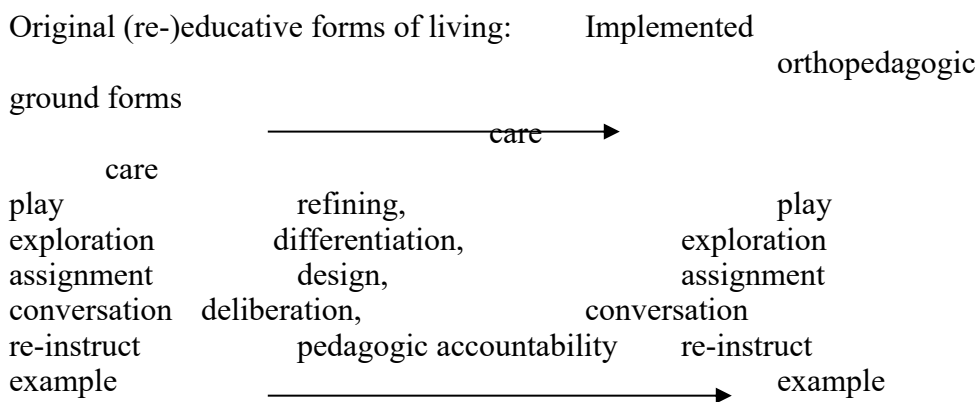 Original (re-)educative forms of living: Implemented
orthopedagogic
ground forms
care
care
play refining, play
exploration differentiation, exploration
assignment design, assignment
conversation deliberation, conversation
re-instruct pedagogic accountability re-instruct
example example